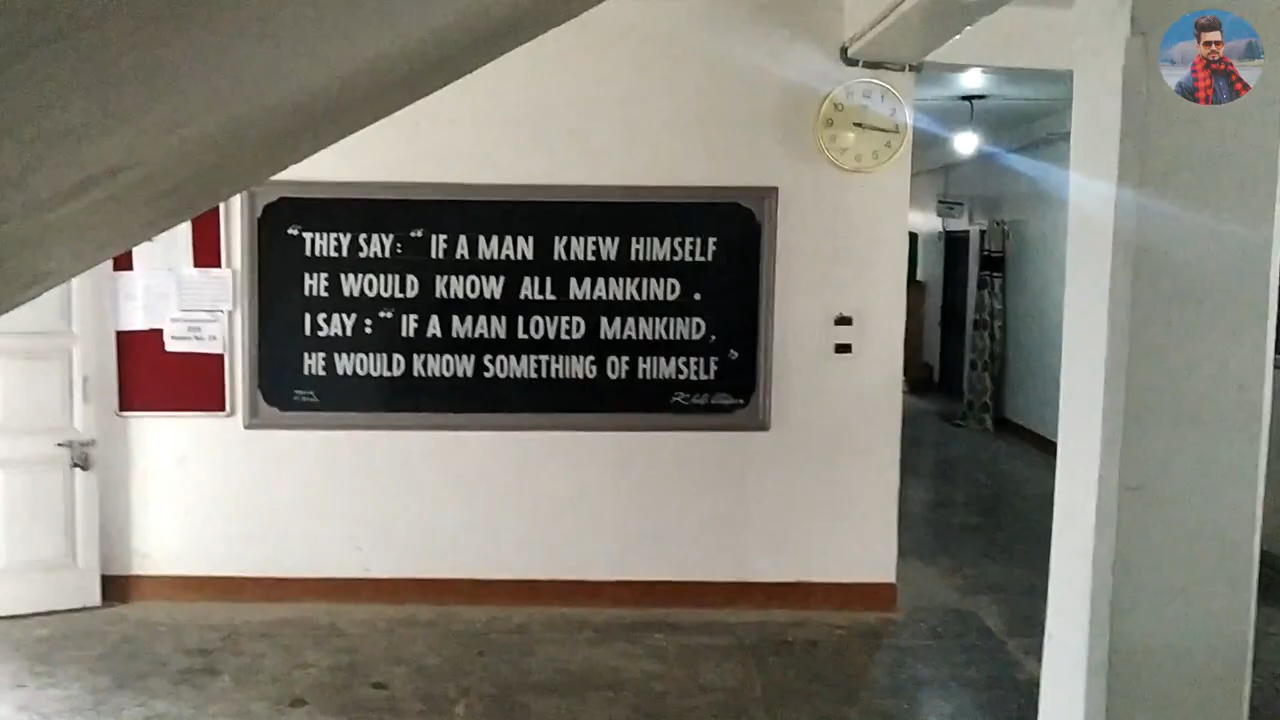 “THEY SAY: “ IF A MAN KNEW HIMSELF
HE WOULD KNOW ALL MANKIND .
I SAY : “ IF A MAN LOVED MANKIND,
HE WOULD KNOW SOMETHING OF HIMSELF ”